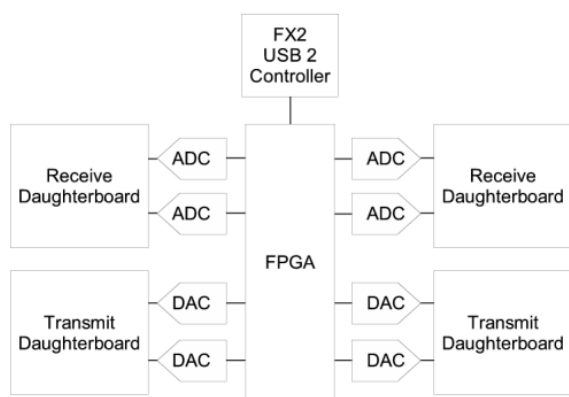 FX2
USB 2
Controller
Receive
Daughterboard
ADC
ADC
FPGA
ADC
ADC
Receive
Daughterboard
Transmit
Daughterboard
DAC
DAC
DAC
DAC
Transmit
Daughterboard